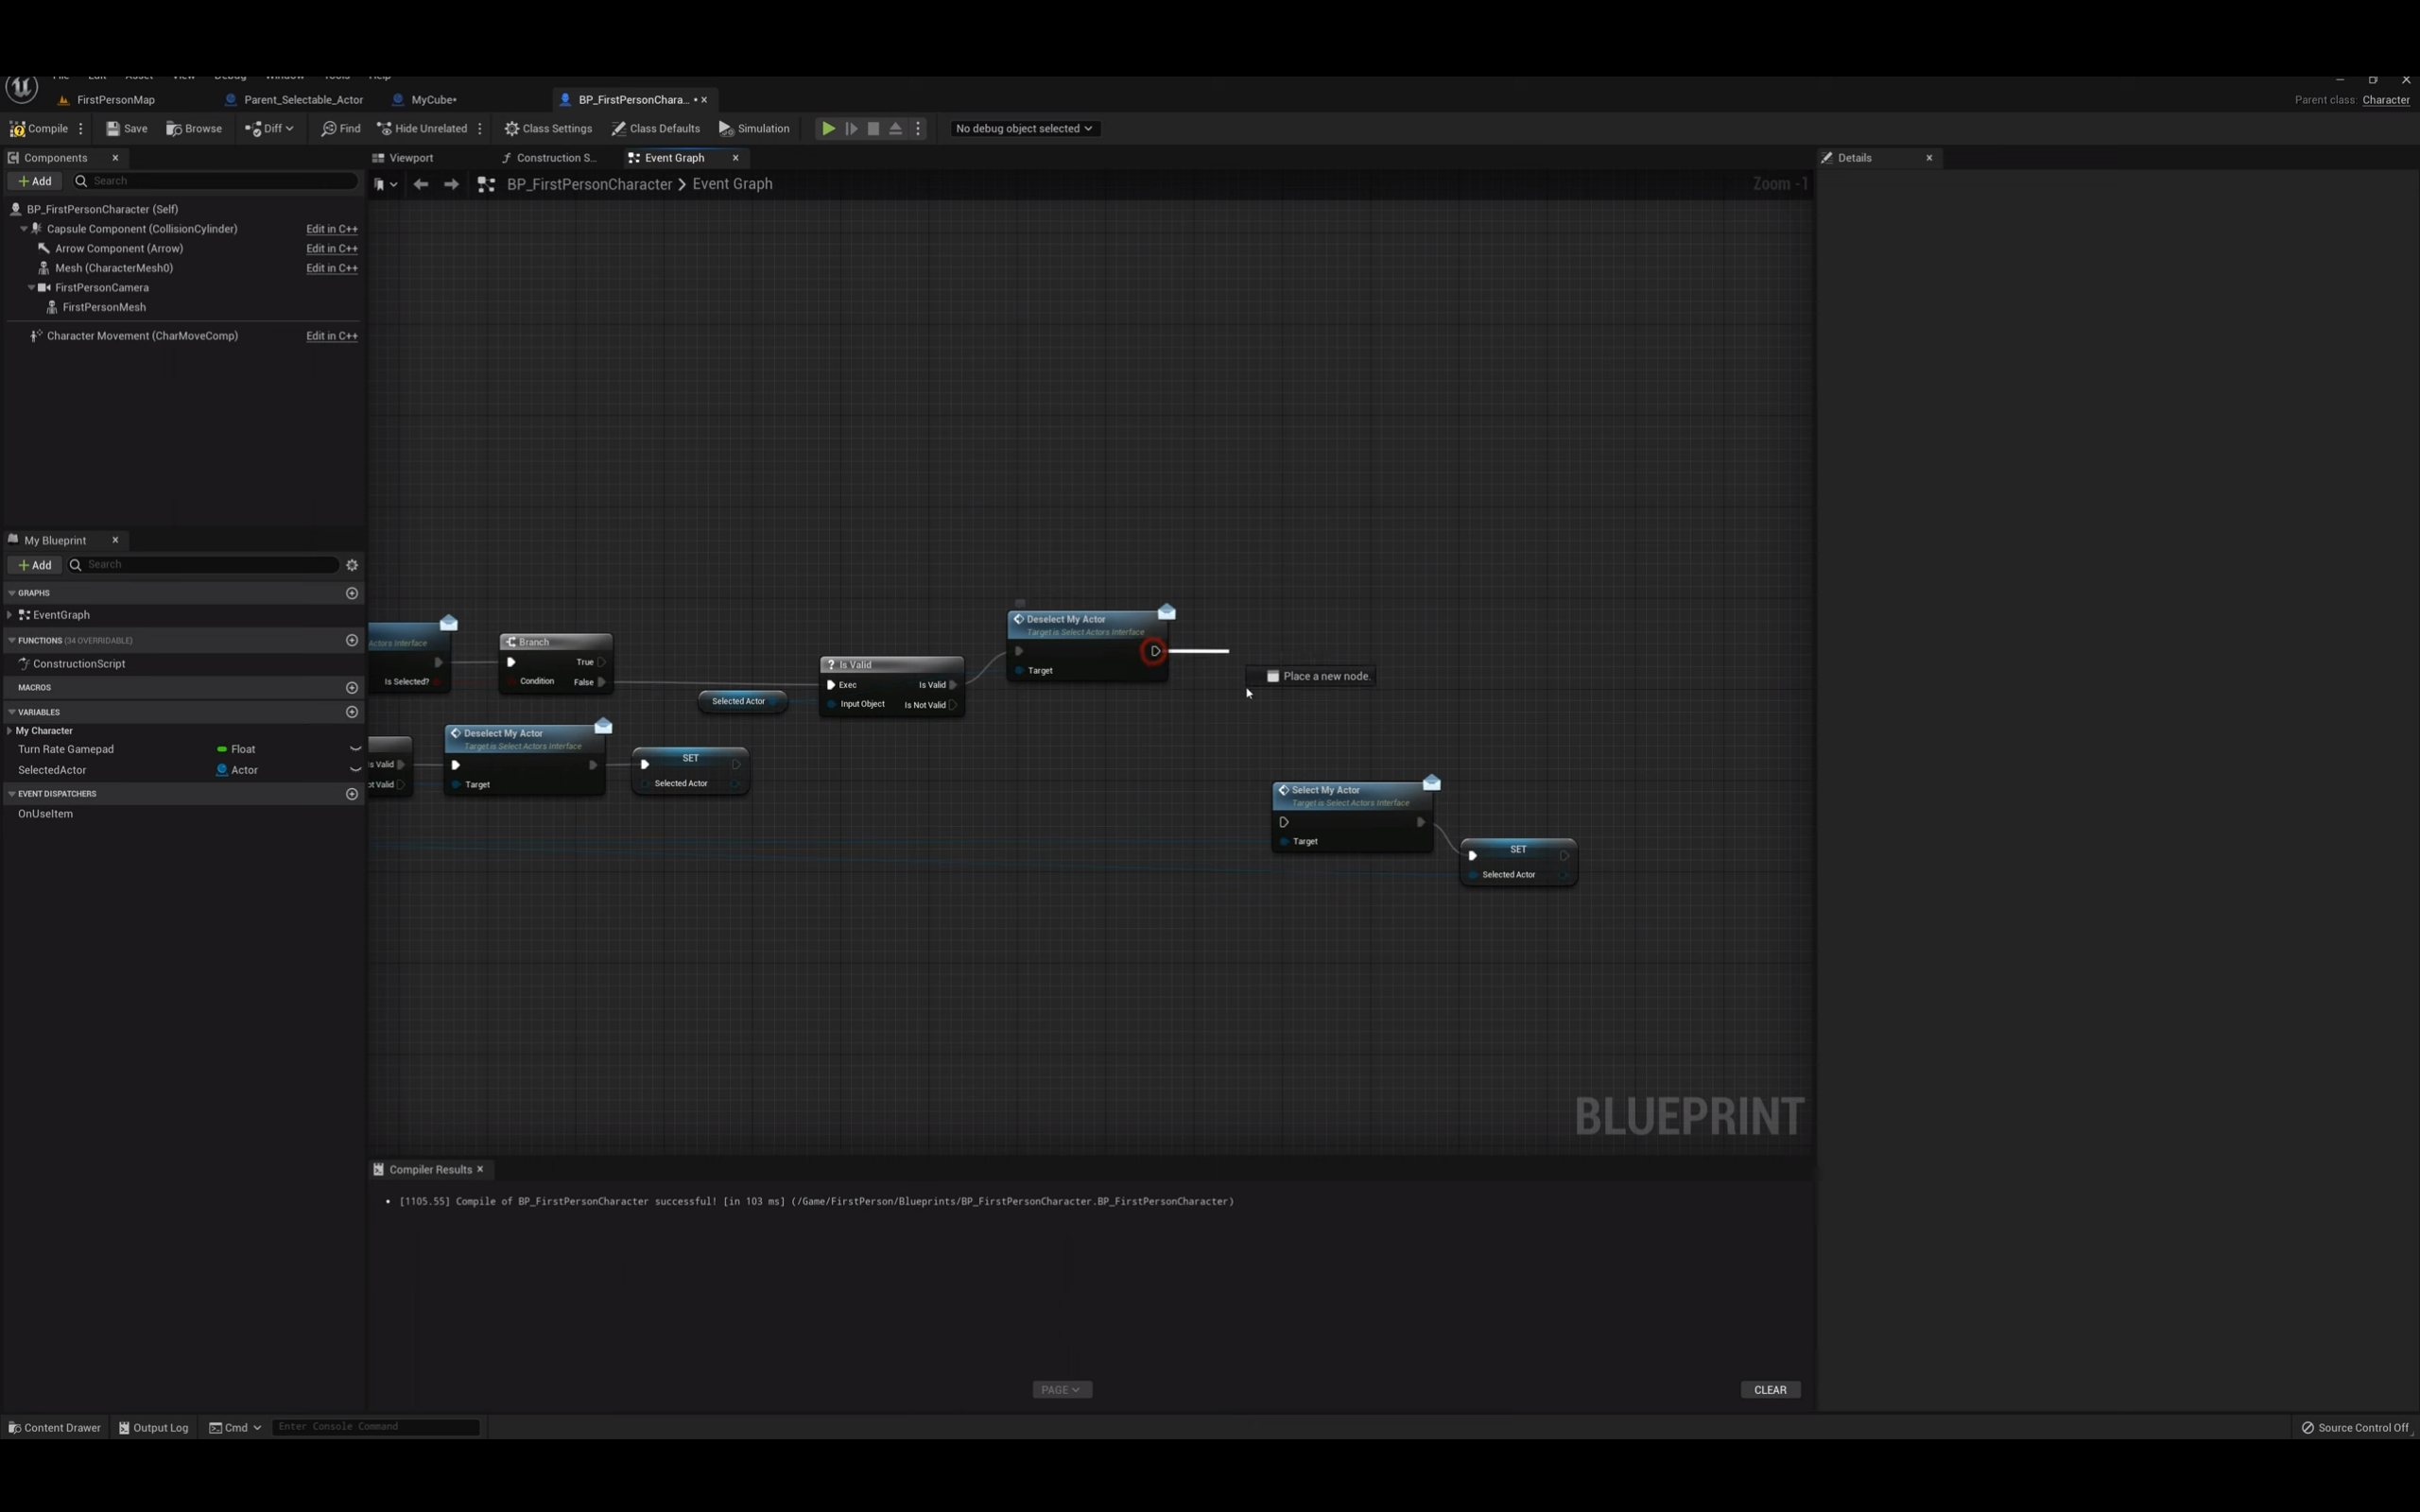 File Edit Asset View Debug Window Tools Help
FirstPersonMap Parent_Selectable_Actor MyCube• BP_FirstPersonChara... •
Parent class: Character
Compile Save Browse Diff Find Hide Unrelated Class Settings Class Defaults Simulation No debug object selected
Components
Add Search
BP_FirstPersonCharacter (Self)
Capsule Component (CollisionCylinder) Edit in C++
Arrow Component (Arrow) Edit in C++
Mesh (CharacterMesh0) Edit in C++
FirstPersonCamera
FirstPersonMesh
Character Movement (CharMoveComp) Edit in C++
My Blueprint
Add Search
GRAPHS
EventGraph
FUNCTIONS (34 OVERRIDABLE)
ConstructionScript
MACROS
VARIABLES
My Character
Turn Rate Gamepad Float
SelectedActor Actor
EVENT DISPATCHERS
OnUseItem
Viewport Construction S... Event Graph
BP_FirstPersonCharacter > Event Graph
Zoom -1
Actors Interface
Is Selected?
Branch
True
Condition False
Selected Actor
? Is Valid
Exec Is Valid
Input Object Is Not Valid
Deselect My Actor
Target is Select Actors Interface
Target
Place a new node.
Is Valid
ot Valid
Deselect My Actor
Target is Select Actors Interface
Target
SET
Selected Actor
Select My Actor
Target is Select Actors Interface
Target
SET
Selected Actor
BLUEPRINT
Details
Compiler Results
• [1105.55] Compile of BP_FirstPersonCharacter successful! [in 103 ms] (/Game/FirstPerson/Blueprints/BP_FirstPersonCharacter.BP_FirstPersonCharacter)
PAGE
CLEAR
Content Drawer Output Log Cmd Enter Console Command
Source Control Off